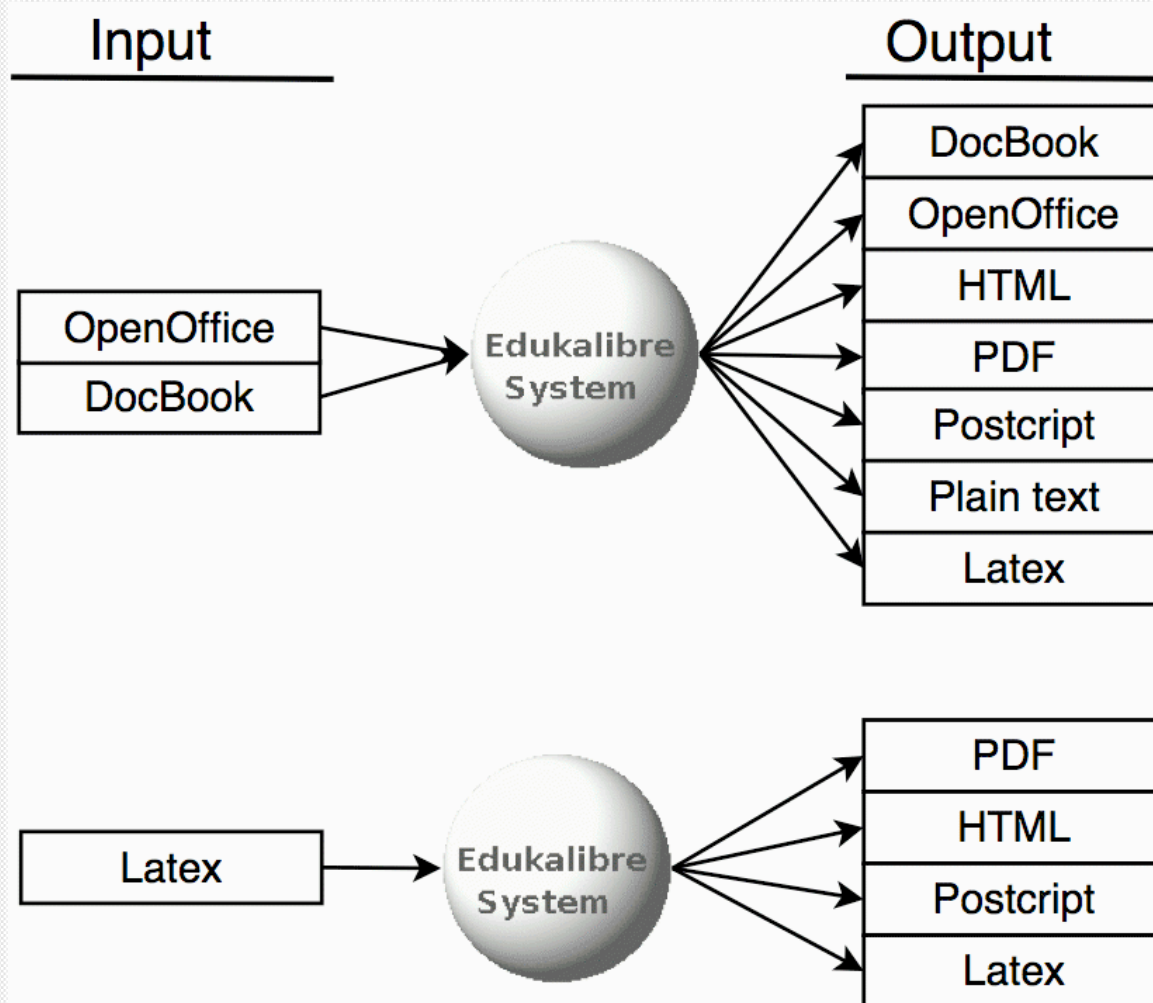 Input
Output
OpenOffice
DocBook
Edukalibre
System
DocBook
OpenOffice
HTML
PDF
Postcript
Plain text
Latex
Latex
Edukalibre
System
PDF
HTML
Postcript
Latex